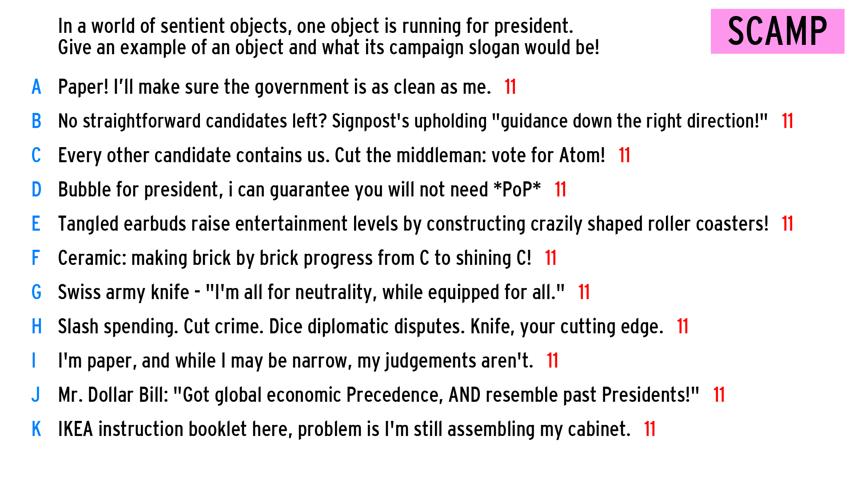 In a world of sentient objects, one object is running for president.
Give an example of an object and what its campaign slogan would be!
SCAMP
A Paper! I'll make sure the government is as clean as me. 11
B No straightforward candidates left? Signpost's upholding "guidance down the right direction!" 11
C Every other candidate contains us. Cut the middleman: vote for Atom! 11
D Bubble for president, i can guarantee you will not need *PoP* 11
E Tangled earbuds raise entertainment levels by constructing crazily shaped roller coasters! 11
F Ceramic: making brick by brick progress from C to shining C! 11
G Swiss army knife - "I'm all for neutrality, while equipped for all." 11
H Slash spending. Cut crime. Dice diplomatic disputes. Knife, your cutting edge. 11
I I'm paper, and while I may be narrow, my judgements aren't. 11
J Mr. Dollar Bill: "Got global economic Precedence, AND resemble past Presidents!" 11
K IKEA instruction booklet here, problem is I'm still assembling my cabinet. 11